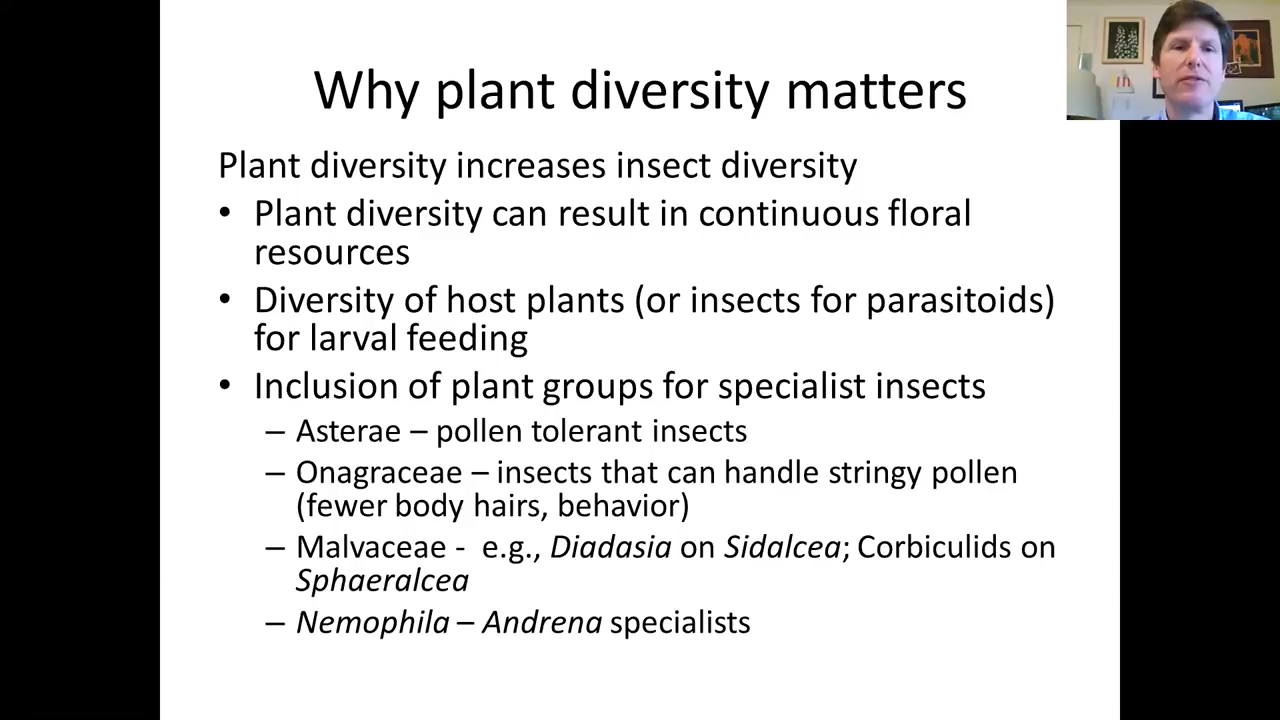 Why plant diversity matters
Plant diversity increases insect diversity
• Plant diversity can result in continuous floral
resources
• Diversity of host plants (or insects for parasitoids)
for larval feeding
• Inclusion of plant groups for specialist insects
– Asterae – pollen tolerant insects
– Onagraceae – insects that can handle stringy pollen
(fewer body hairs, behavior)
– Malvaceae - e.g., Diadasia on Sidalcea; Corbiculids on
Sphaeralcea
– Nemophila – Andrena specialists